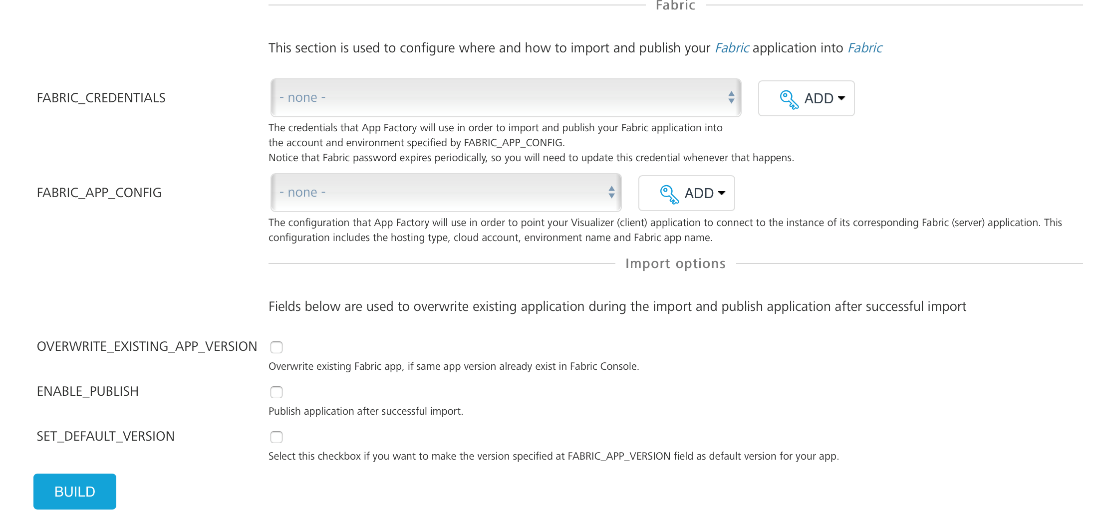 Fabric
This section is used to configure where and how to import and publish your Fabric application into Fabric
FABRIC_CREDENTIALS
- none -
ADD
The credentials that App Factory will use in order to import and publish your Fabric application into
the account and environment specified by FABRIC_APP_CONFIG.
Notice that Fabric password expires periodically, so you will need to update this credential whenever that happens.
FABRIC_APP_CONFIG
- none -
ADD
The configuration that App Factory will use in order to point your Visualizer (client) application to connect to the instance of its corresponding Fabric (server) application. This
configuration includes the hosting type, cloud account, environment name and Fabric app name.
Import options
Fields below are used to overwrite existing application during the import and publish application after successful import
OVERWRITE_EXISTING_APP_VERSION
Overwrite existing Fabric app, if same app version already exist in Fabric Console.
ENABLE_PUBLISH
Publish application after successful import.
SET_DEFAULT_VERSION
Select this checkbox if you want to make the version specified at FABRIC_APP_VERSION field as default version for your app.
BUILD